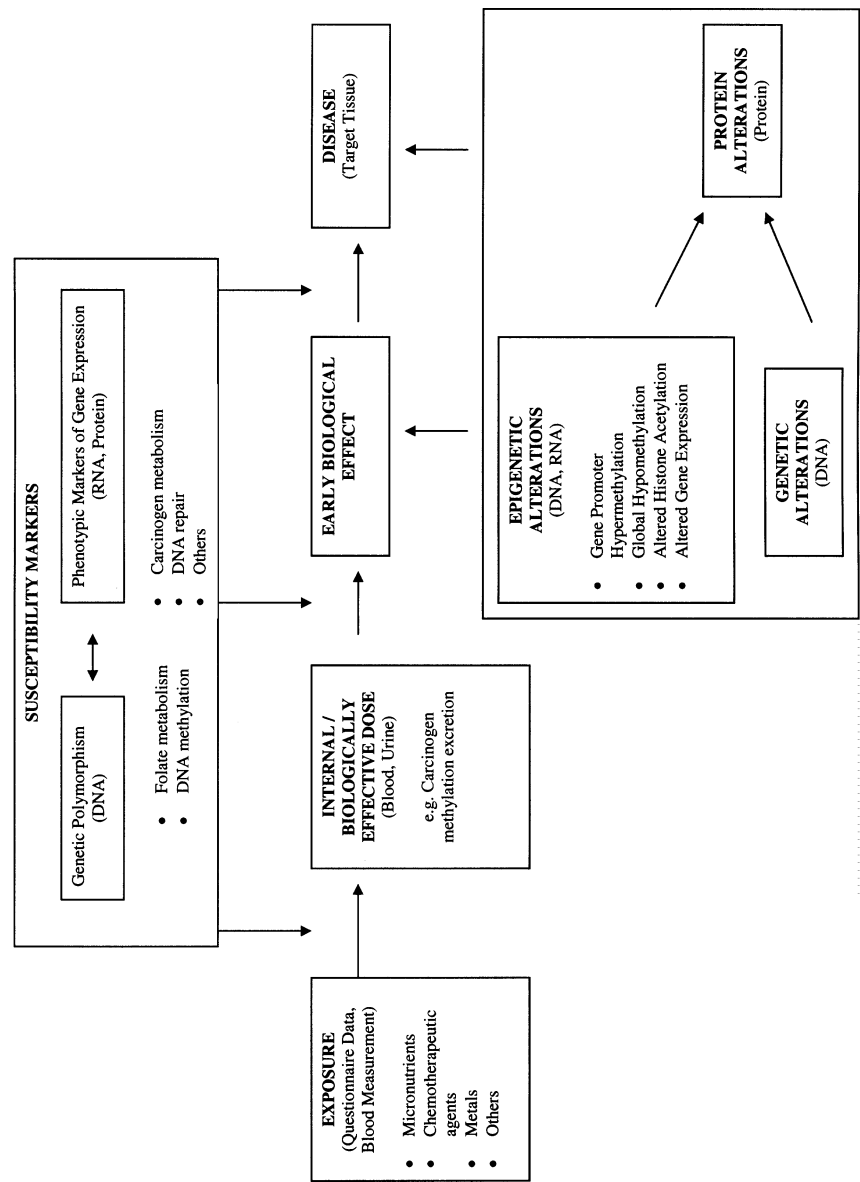 SUSCEPTIBILITY MARKERS
Genetic Polymorphism
(DNA)
Phenotypic Markers of Gene Expression
(RNA, Protein)
• Folate metabolism
• DNA methylation
• Carcinogen metabolism
• DNA repair
• Others
EXPOSURE
(Questionnaire Data,
Blood Measurement)
• Micronutrients
• Chemotherapeutic
agents
• Metals
• Others
INTERNAL /
BIOLOGICALLY
EFFECTIVE DOSE
(Blood, Urine)
e.g. Carcinogen
methylation excretion
EARLY BIOLOGICAL
EFFECT
DISEASE
(Target Tissue)
EPIGENETIC
ALTERATIONS
(DNA, RNA)
• Gene Promoter
Hypermethylation
• Global Hypomethylation
• Altered Histone Acetylation
• Altered Gene Expression
GENETIC
ALTERATIONS
(DNA)
PROTEIN
ALTERATIONS
(Protein)